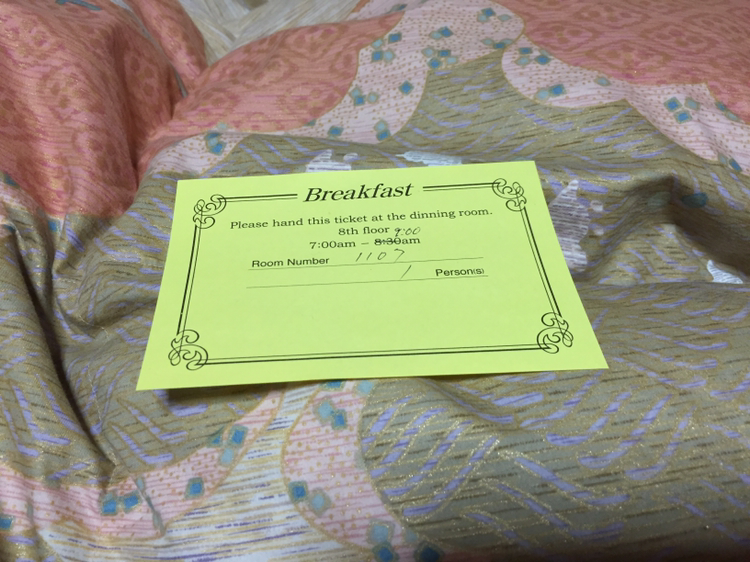 Breakfast
Please hand this ticket at the dinning room.
8th floor 9:00
7:00am – 8:30am
Room Number 1107
1 Person(s)